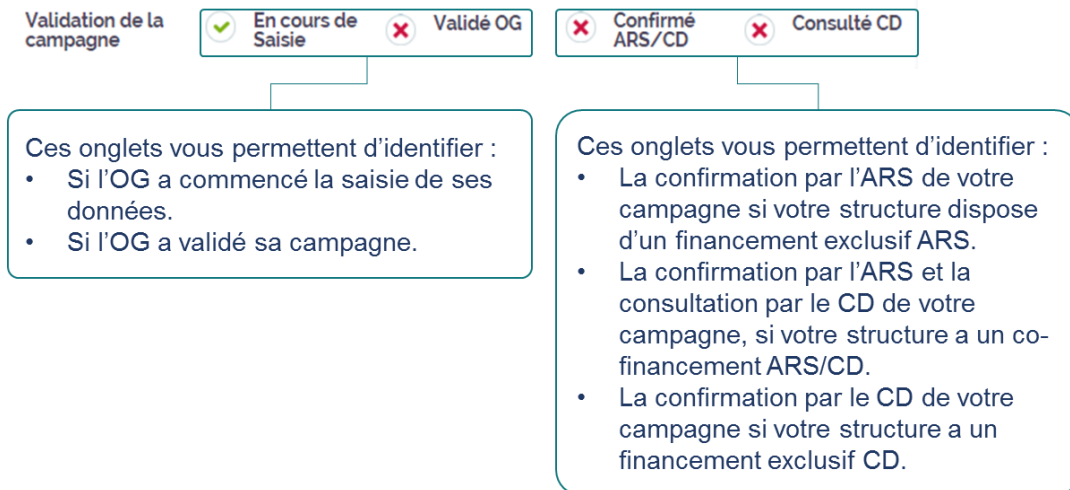 Validation de la
campagne
En cours de
Saisie
Validé OG
Confirmé
ARS/CD
Consulté CD
Ces onglets vous permettent d’identifier :
• Si l’OG a commencé la saisie de ses
données.
• Si l’OG a validé sa campagne.
Ces onglets vous permettent d’identifier :
• La confirmation par l’ARS de votre
campagne si votre structure dispose
d’un financement exclusif ARS.
• La confirmation par l’ARS et la
consultation par le CD de votre
campagne, si votre structure a un co-
financement ARS/CD.
• La confirmation par le CD de votre
campagne si votre structure a un
financement exclusif CD.